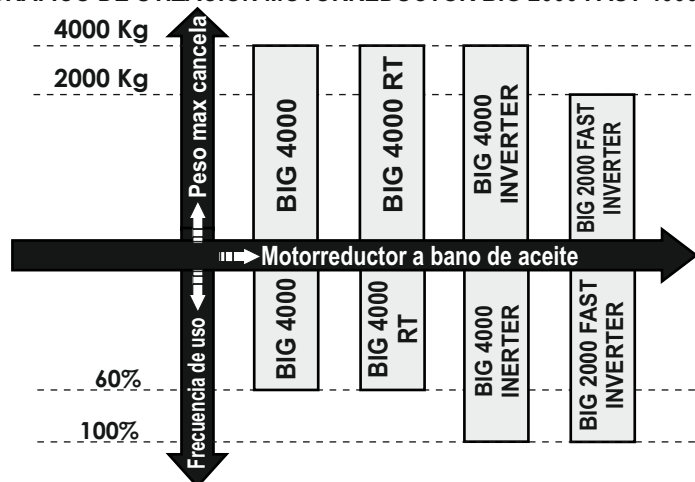 4000 Kg
2000 Kg
Peso max cancela
BIG 4000
BIG 4000 RT
BIG 4000
INVERTER
BIG 2000 FAST
INVERTER
Motorreductor a bano de aceite
Frecuencia de uso
BIG 4000
BIG 4000
RT
BIG 4000
INERTER
BIG 2000 FAST
INVERTER
60%
100%